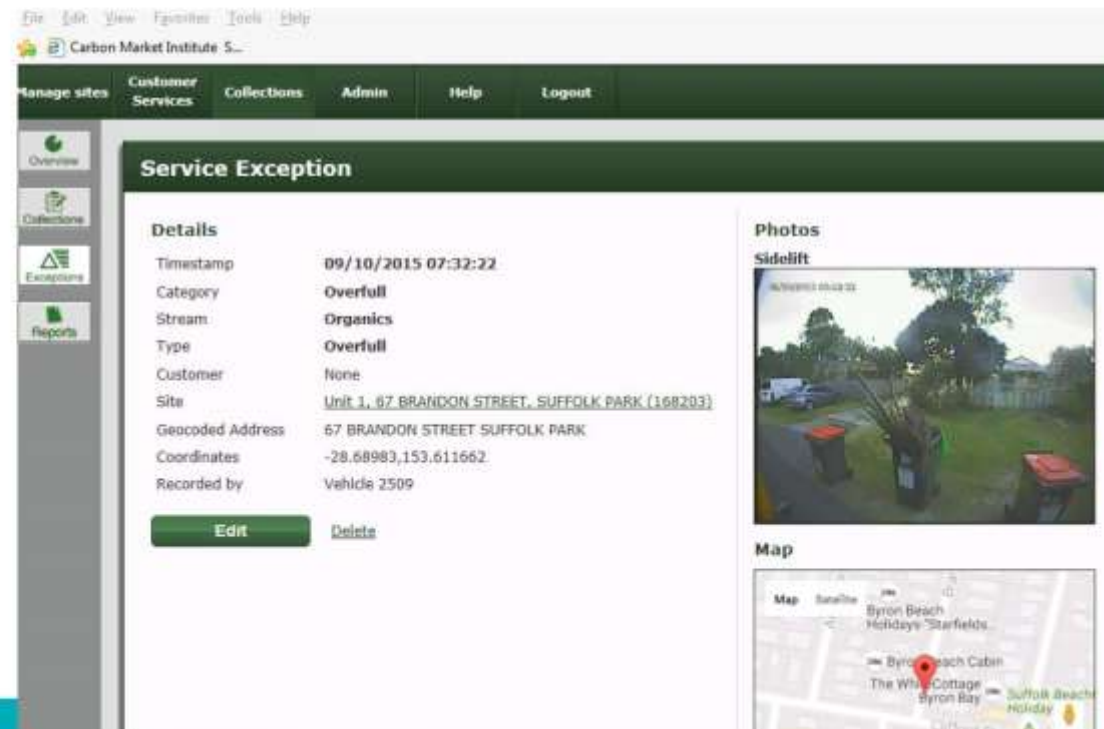 File Edit View Favorites Tools Help
Carbon Market Institute S...
Manage sites
Customer Services
Collections
Admin
Help
Logout
Overview
Collections
Exceptions
Reports
Service Exception
Details
Timestamp 09/10/2015 07:32:22
Category Overfull
Stream Organics
Type Overfull
Customer None
Site Unit 1, 67 BRANDON STREET, SUFFOLK PARK (168203)
Geocoded Address 67 BRANDON STREET SUFFOLK PARK
Coordinates -28.68983,153.611662
Recorded by Vehicle 2509
Edit Delete
Photos
Sidelift
Map
Map Satellite
Byron Beach
Holidays "Starfields...
Byron Beach Cabin
The White Cottage
Byron Bay
Suffolk Beach
Holiday